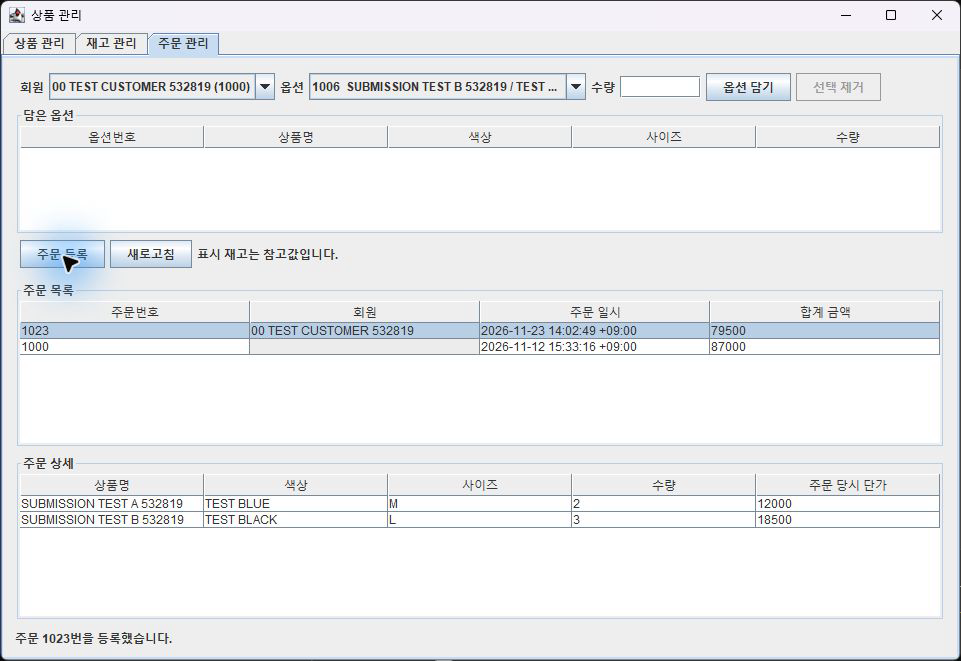 상품 관리
상품 관리 재고 관리 주문 관리
회원 00 TEST CUSTOMER 532819 (1000) 옵션 1006 SUBMISSION TEST B 532819 / TEST ... 수량 옵션 담기 선택 제거
담은 옵션
옵션번호 상품명 색상 사이즈 수량
주문 등록 새로고침 표시 재고는 참고값입니다.
주문 목록
주문번호 회원 주문 일시 합계 금액
1023 00 TEST CUSTOMER 532819 2026-11-23 14:02:49 +09:00 79500
1000 2026-11-12 15:33:16 +09:00 87000
주문 상세
상품명 색상 사이즈 수량 주문 당시 단가
SUBMISSION TEST A 532819 TEST BLUE M 2 12000
SUBMISSION TEST B 532819 TEST BLACK L 3 18500
주문 1023번을 등록했습니다.